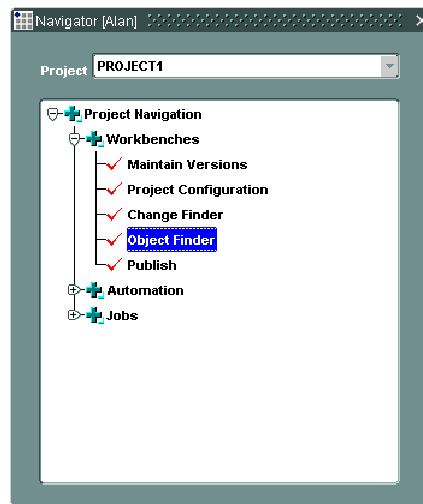 Navigator [Alan]
Project PROJECT1
Project Navigation
Workbenches
Maintain Versions
Project Configuration
Change Finder
Object Finder
Publish
Automation
Jobs